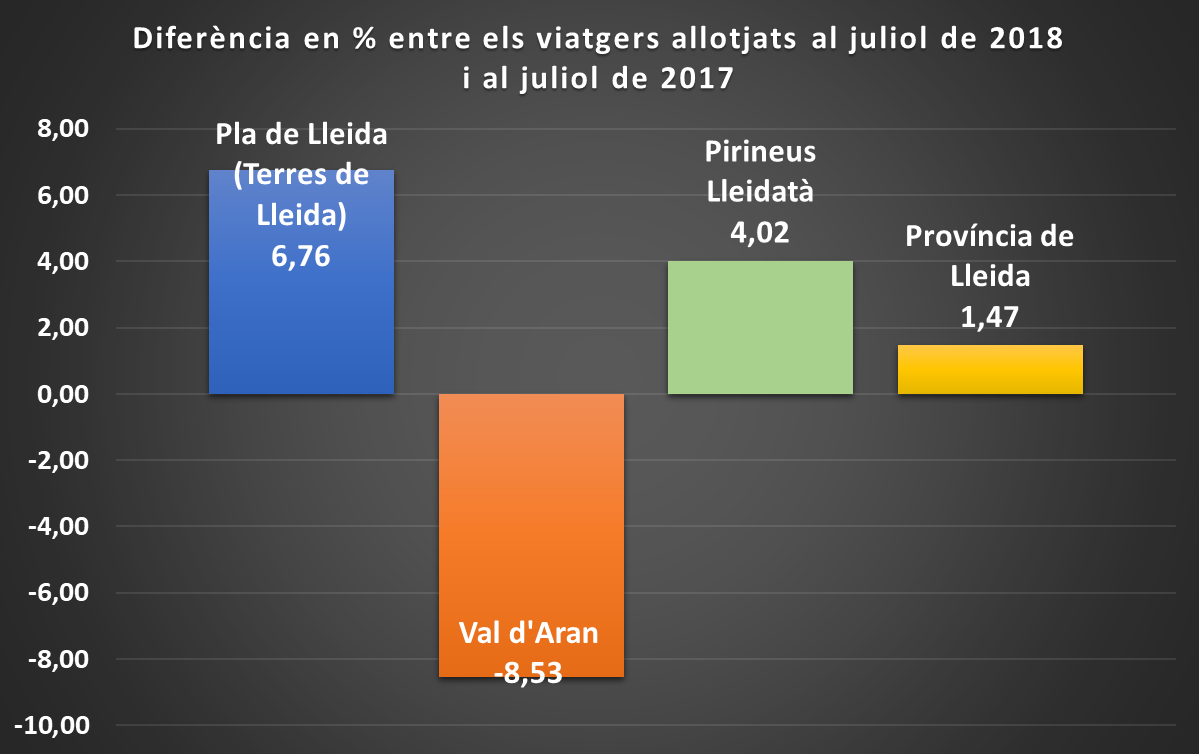 Diferència en % entre els viatgers allotjats al juliol de 2018
i al juliol de 2017
8,00
6,00
4,00
2,00
0,00
-2,00
-4,00
-6,00
-8,00
-10,00
Pla de Lleida
(Terres de
Lleida)
6,76
Val d'Aran
-8,53
Pirineus
Lleidatà
4,02
Província de
Lleida
1,47